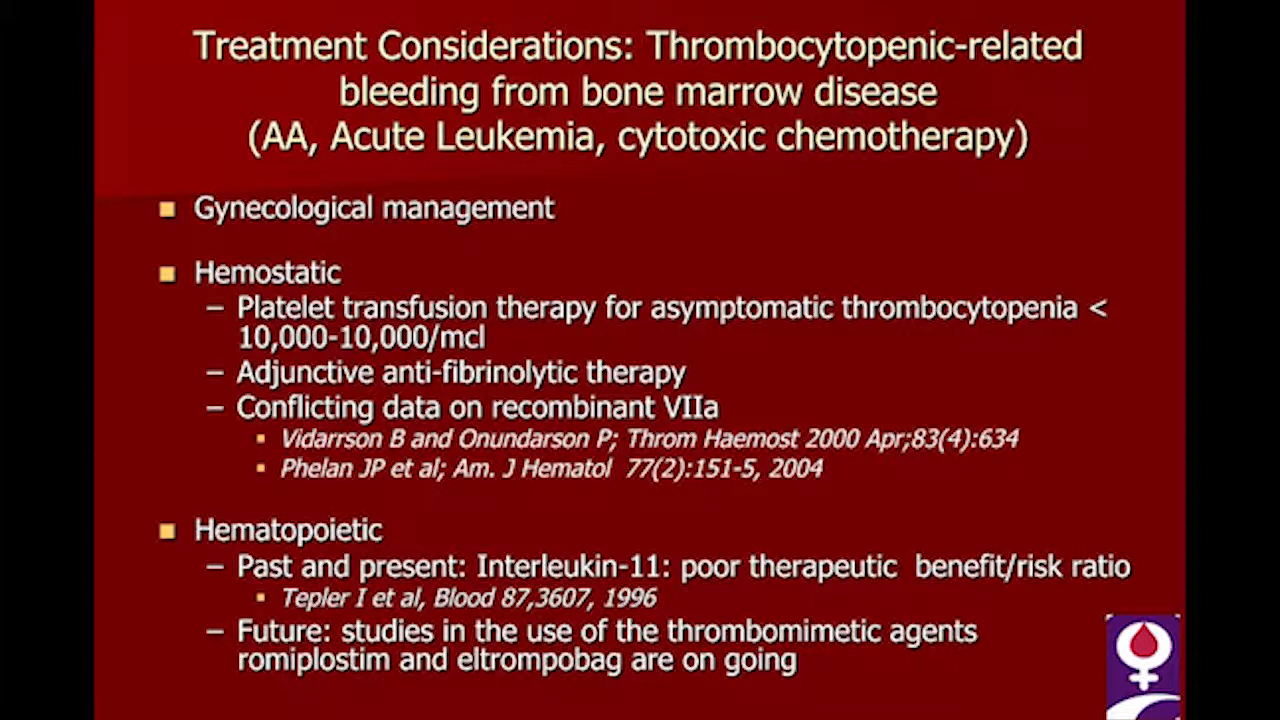 Treatment Considerations: Thrombocytopenic-related
bleeding from bone marrow disease
(AA, Acute Leukemia, cytotoxic chemotherapy)
Gynecological management
Hemostatic
– Platelet transfusion therapy for asymptomatic thrombocytopenia <
10,000-10,000/mcl
– Adjunctive anti-fibrinolytic therapy
– Conflicting data on recombinant VIIa
Vidarrson B and Onundarson P; Throm Haemost 2000 Apr;83(4):634
Phelan JP et al; Am. J Hematol 77(2):151-5, 2004
Hematopoietic
– Past and present: Interleukin-11: poor therapeutic benefit/risk ratio
Tepler I et al, Blood 87,3607, 1996
– Future: studies in the use of the thrombomimetic agents
romiplostim and eltrompobag are on going